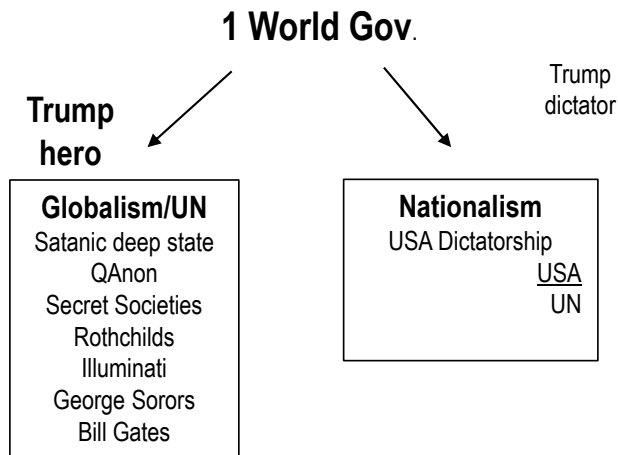 1 World Gov.
Trump
dictator
Trump
hero
Globalism/UN
Satanic deep state
QAnon
Secret Societies
Rothchilds
Illuminati
George Sorors
Bill Gates
Nationalism
USA Dictatorship
USA
UN